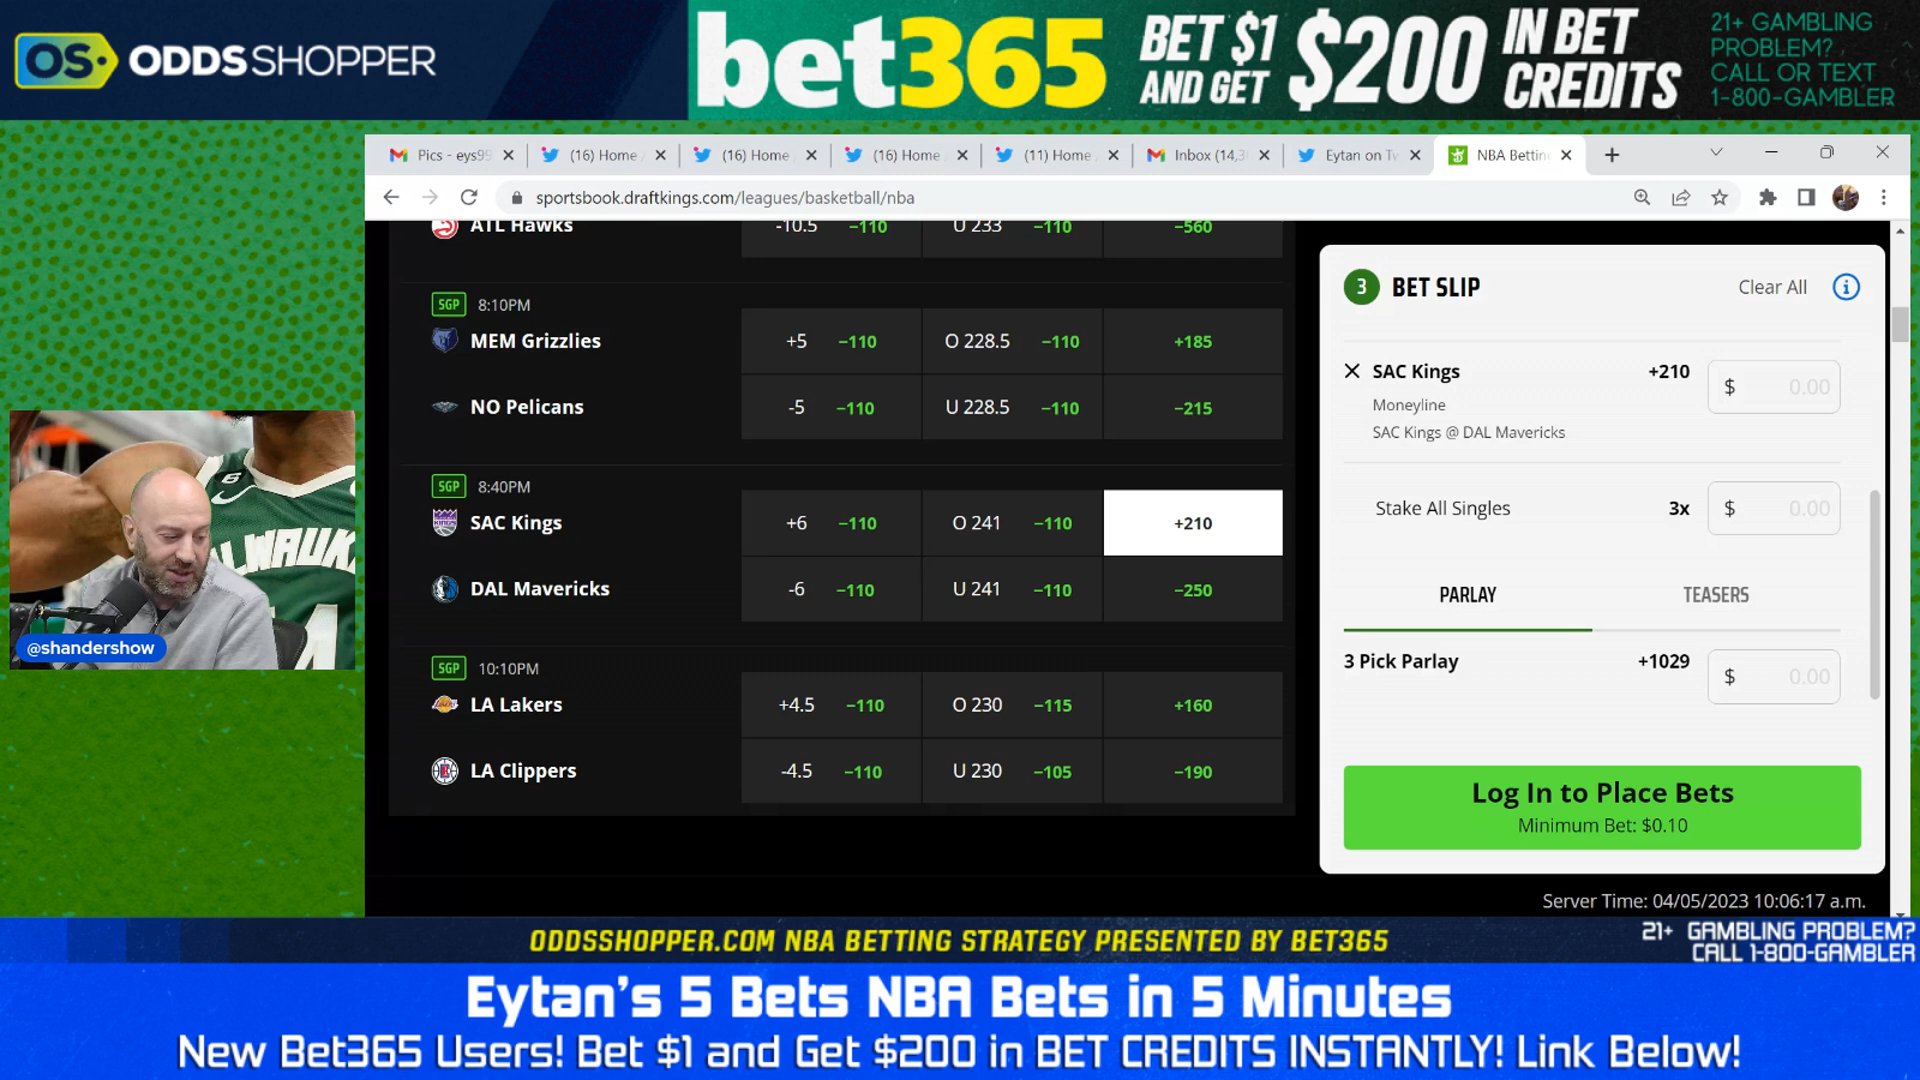 OS ODDSSHOPPER
bet365
BET $1 AND GET $200 IN BET CREDITS
21+ GAMBLING
PROBLEM?
CALL OR TEXT
1-800-GAMBLER
Pics - eys99
(16) Home
(16) Home
(16) Home
(11) Home
Inbox (14,3
Eytan on Tw
NBA Betting
sportsbook.draftkings.com/leagues/basketball/nba
ATL Hawks -10.5 −110 U 233 −110 −560
SGP 8:10PM
MEM Grizzlies +5 −110 O 228.5 −110 +185
NO Pelicans -5 −110 U 228.5 −110 −215
SGP 8:40PM
SAC Kings +6 −110 O 241 −110 +210
DAL Mavericks -6 −110 U 241 −110 −250
SGP 10:10PM
LA Lakers +4.5 −110 O 230 −115 +160
LA Clippers -4.5 −110 U 230 −105 −190
3 BET SLIP Clear All i
SAC Kings +210 $ 0.00
Moneyline
SAC Kings @ DAL Mavericks
Stake All Singles 3x $ 0.00
PARLAY TEASERS
3 Pick Parlay +1029 $ 0.00
Log In to Place Bets
Minimum Bet: $0.10
Server Time: 04/05/2023 10:06:17 a.m.
6
LWAUK
@shandershow
ODDSSHOPPER.COM NBA BETTING STRATEGY PRESENTED BY BET365
21+ GAMBLING PROBLEM?
CALL 1-800-GAMBLER
Eytan's 5 Bets NBA Bets in 5 Minutes
New Bet365 Users! Bet $1 and Get $200 in BET CREDITS INSTANTLY! Link Below!